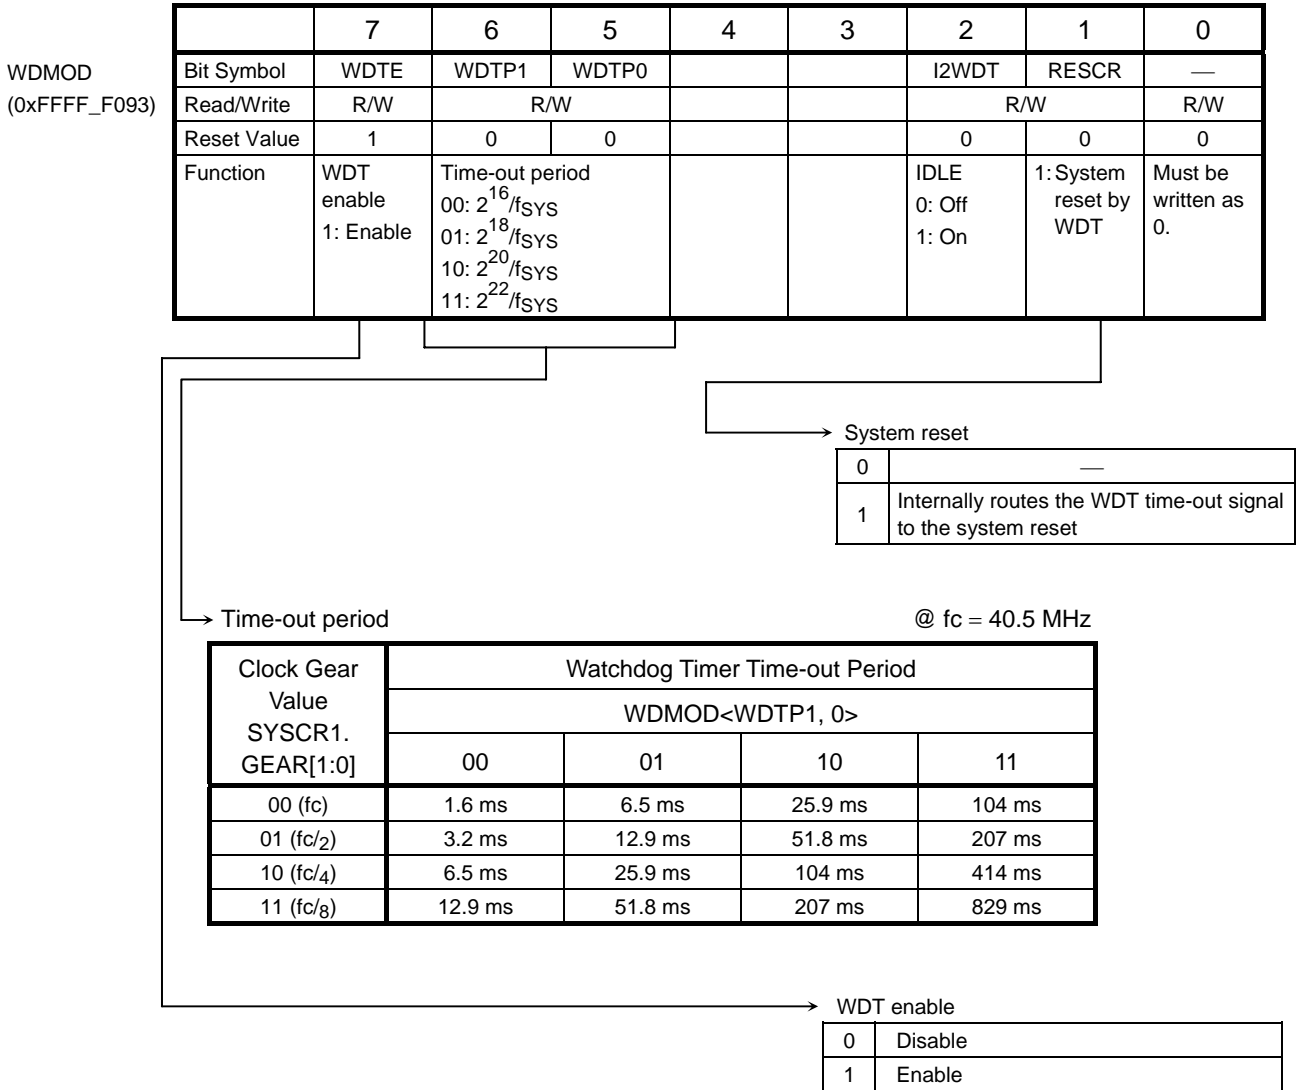 7 6 5 4 3 2 1 0
WDMOD
(0xFFFF_F093)
Bit Symbol WDTE WDTP1 WDTP0 I2WDT RESCR —
Read/Write R/W R/W R/W R/W
Reset Value 1 0 0 0 0 0
Function
WDT
enable
1: Enable
Time-out period
00: 2^16/fSYS
01: 2^18/fSYS
10: 2^20/fSYS
11: 2^22/fSYS
IDLE
0: Off
1: On
1: System
reset by
WDT
Must be
written as
0.
System reset
0 —
1 Internally routes the WDT time-out signal
to the system reset
Time-out period @ fc = 40.5 MHz
Clock Gear
Value
SYSCR1.
GEAR[1:0]
Watchdog Timer Time-out Period
WDMOD<WDTP1, 0>
00 01 10 11
00 (fc) 1.6 ms 6.5 ms 25.9 ms 104 ms
01 (fc/2) 3.2 ms 12.9 ms 51.8 ms 207 ms
10 (fc/4) 6.5 ms 25.9 ms 104 ms 414 ms
11 (fc/8) 12.9 ms 51.8 ms 207 ms 829 ms
WDT enable
0 Disable
1 Enable